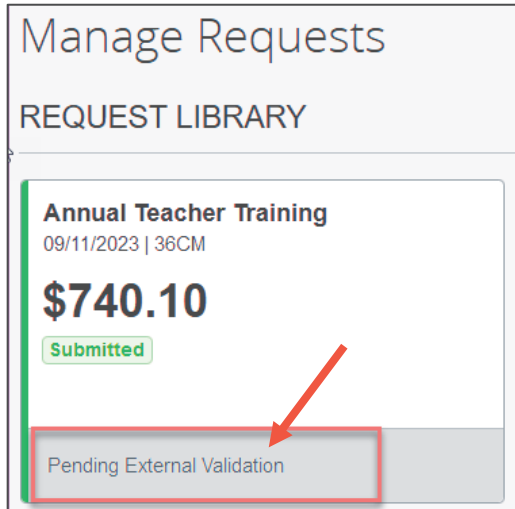 Manage Requests
REQUEST LIBRARY
Annual Teacher Training
09/11/2023 | 36CM
$740.10
Submitted
Pending External Validation